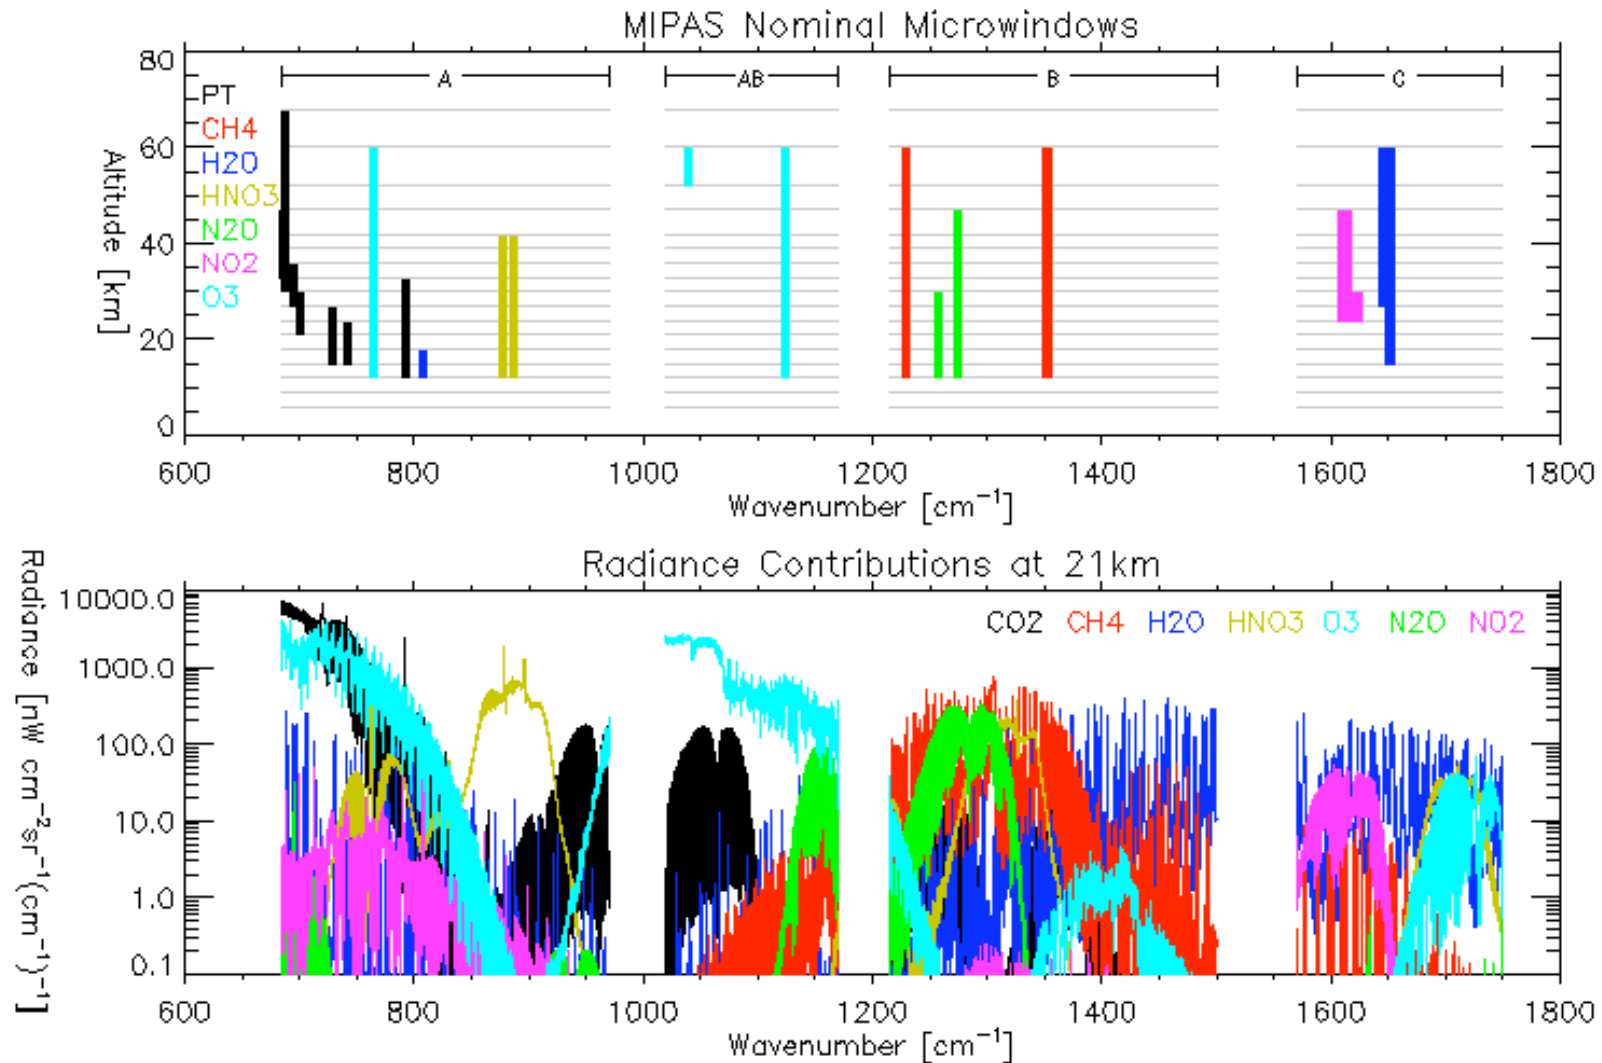 MIPAS Nominal Microwindows
80
60
40
20
0
Altitude [km]
PT
CH4
H2O
HNO3
N2O
NO2
O3
A
AB
B
C
600 800 1000 1200 1400 1600 1800
Wavenumber [cm⁻¹]
Radiance Contributions at 21km
10000.0
1000.0
100.0
10.0
1.0
0.1
Radiance [nW cm⁻²sr⁻¹(cm⁻¹)⁻¹]
CO2 CH4 H2O HNO3 O3 N2O NO2
600 800 1000 1200 1400 1600 1800
Wavenumber [cm⁻¹]